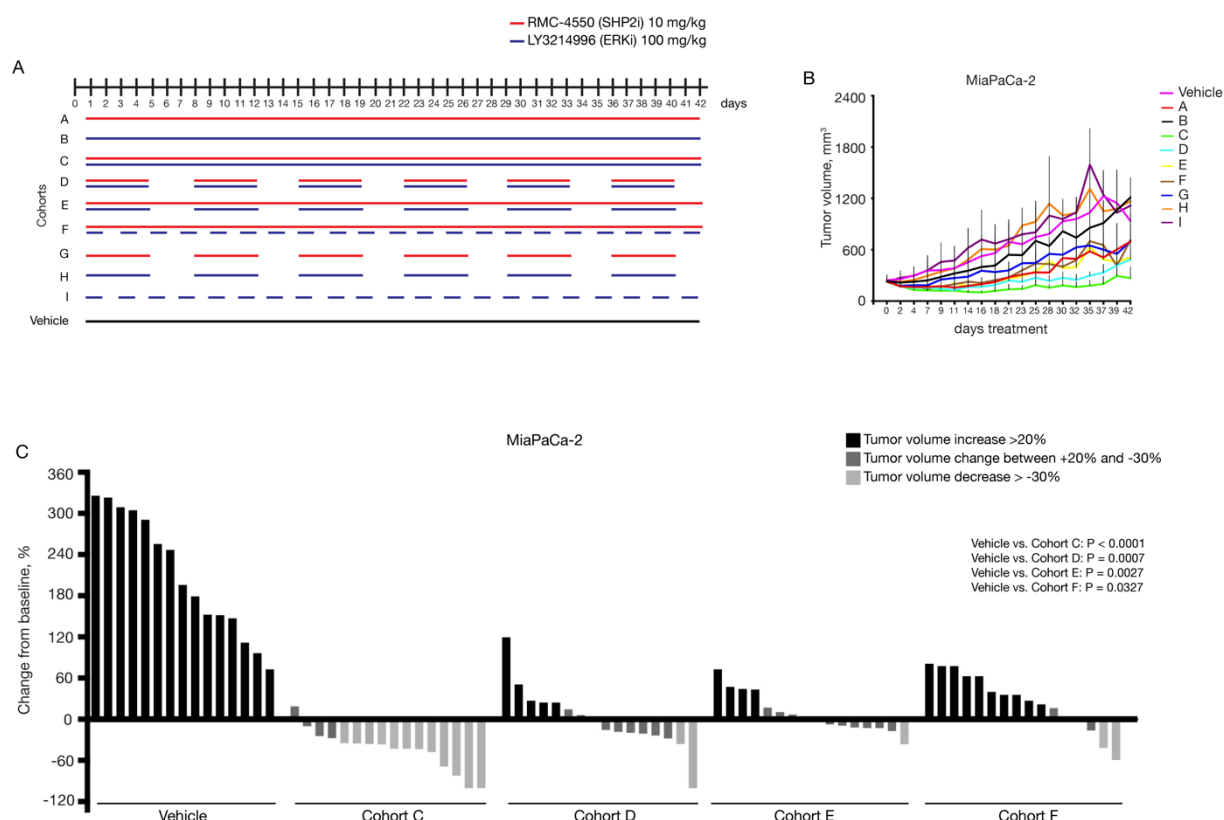 RMC-4550 (SHP2i) 10 mg/kg
LY3214996 (ERKi) 100 mg/kg
A
0 1 2 3 4 5 6 7 8 9 10 11 12 13 14 15 16 17 18 19 20 21 22 23 24 25 26 27 28 29 30 31 32 33 34 35 36 37 38 39 40 41 42 days
Cohorts
A
B
C
D
E
F
G
H
I
Vehicle
B
MiaPaCa-2
Tumor volume, mm³
2400
1800
1200
600
0
0 2 4 7 9 11 14 16 18 21 23 25 28 30 32 35 37 39 42
days treatment
Vehicle
A
B
C
D
E
F
G
H
I
C
MiaPaCa-2
Tumor volume increase >20%
Tumor volume change between +20% and -30%
Tumor volume decrease > -30%
Vehicle vs. Cohort C: P < 0.0001
Vehicle vs. Cohort D: P = 0.0007
Vehicle vs. Cohort E: P = 0.0027
Vehicle vs. Cohort F: P = 0.0327
Change from baseline, %
360
300
240
180
120
60
0
-60
-120
Vehicle Cohort C Cohort D Cohort E Cohort F